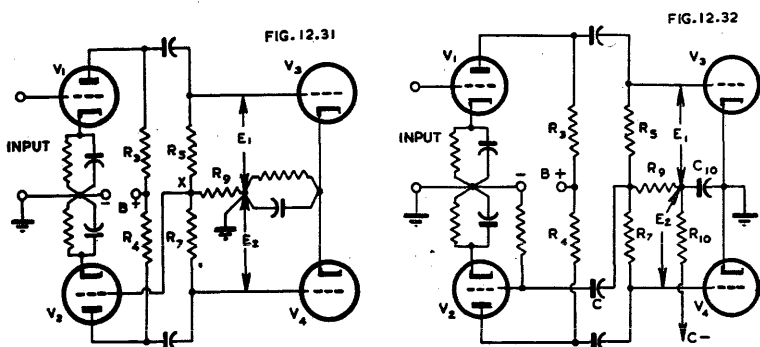 FIG. 12.31
V₁
V₃
INPUT
R₃
R₅
E₁
X
R₉
B +
−
R₄
R₇
E₂
V₂
V₄
FIG. 12.32
V₁
V₃
INPUT
R₃
R₅
E₁
R₉
C₁₀
−
B +
E₂
R₄
R₇
R₁₀
V₂
C
V₄
C−